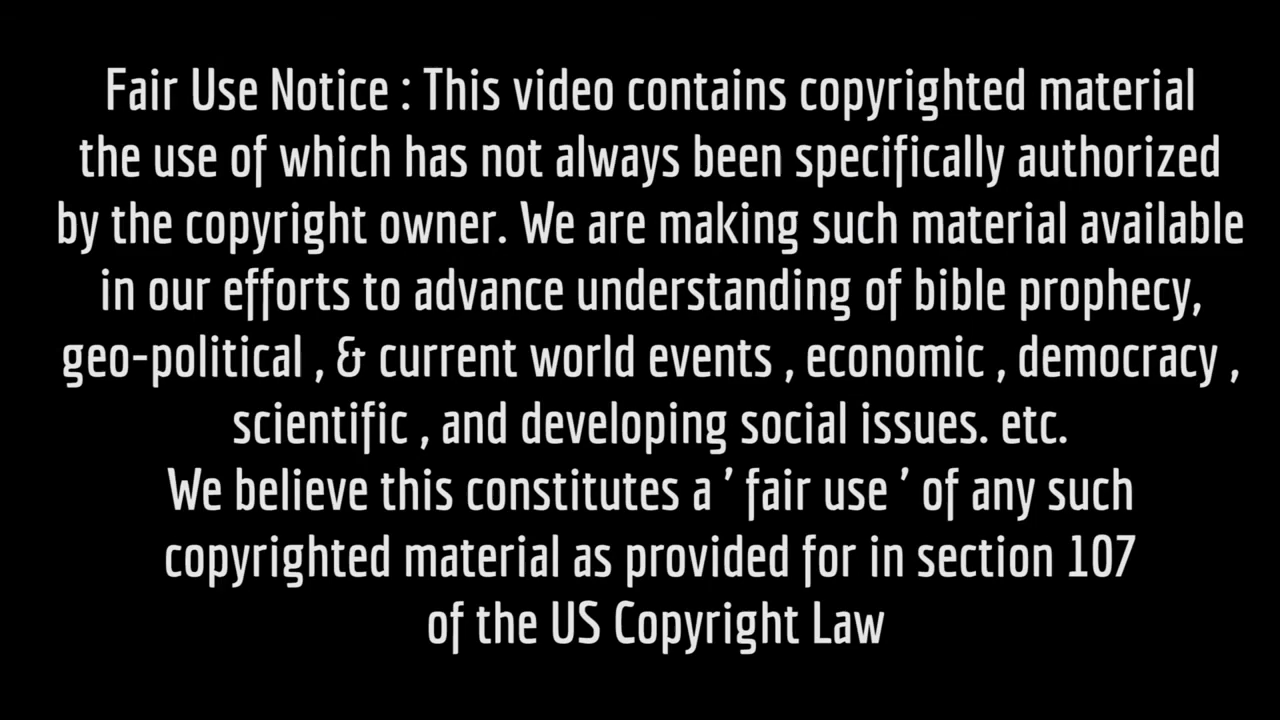 Fair Use Notice : This video contains copyrighted material
the use of which has not always been specifically authorized
by the copyright owner. We are making such material available
in our efforts to advance understanding of bible prophecy,
geo-political , & current world events , economic , democracy ,
scientific , and developing social issues. etc.
We believe this constitutes a ' fair use ' of any such
copyrighted material as provided for in section 107
of the US Copyright Law